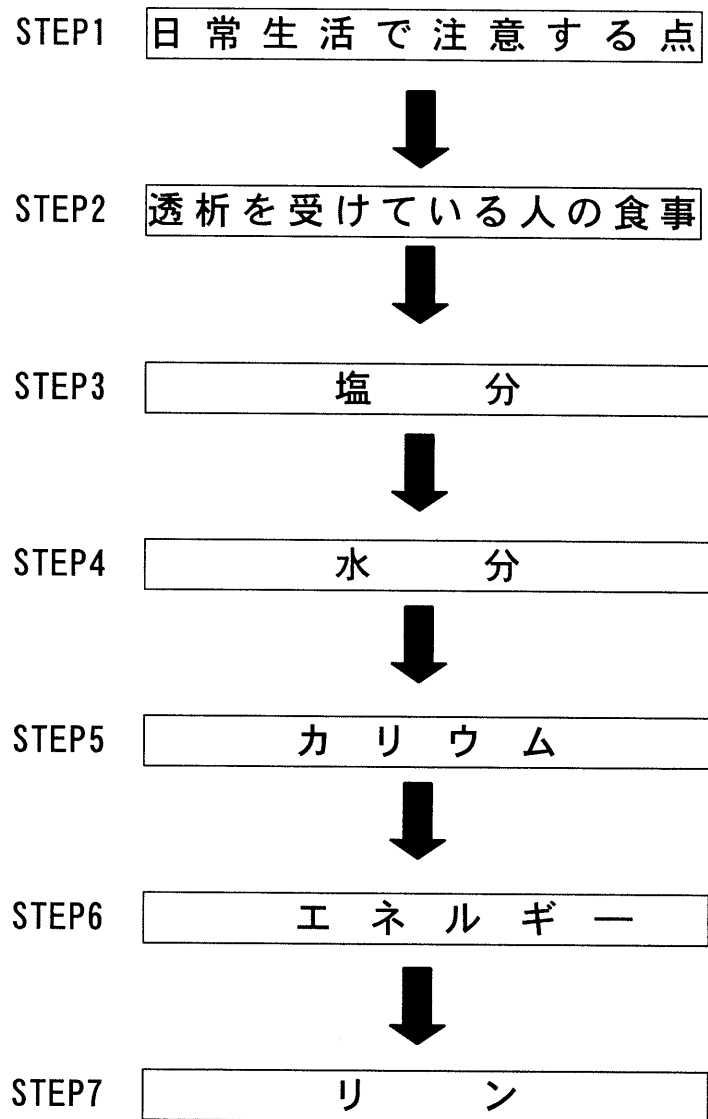 STEP1 日常生活で注意する点
STEP2 透析を受けている人の食事
STEP3 塩分
STEP4 水分
STEP5 カリウム
STEP6 エネルギー
STEP7 リン